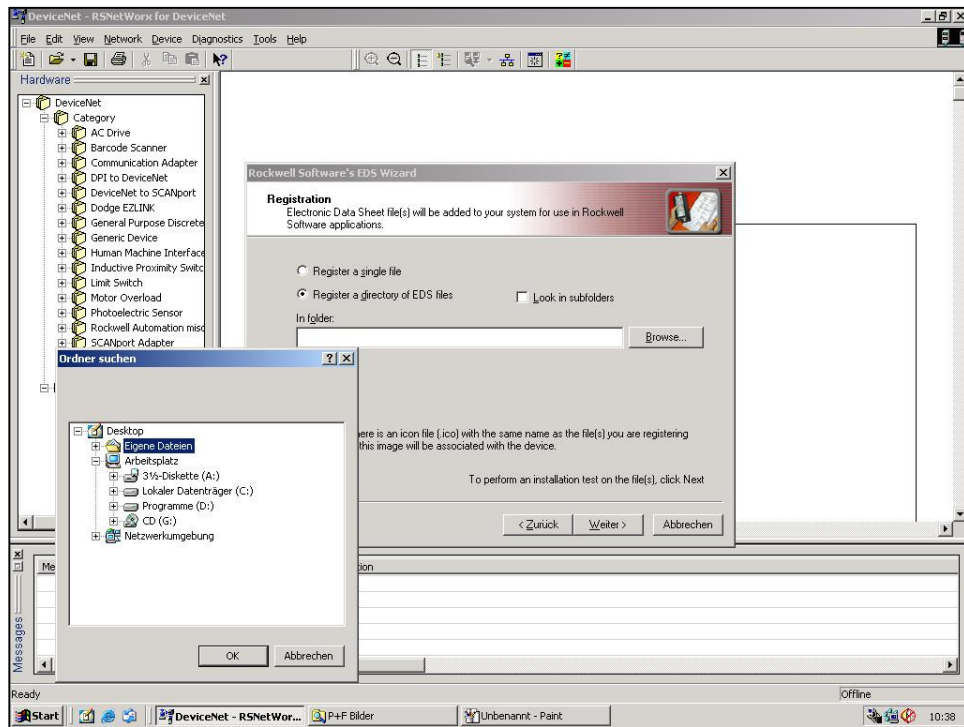 DeviceNet - RSNetWorx for DeviceNet
File Edit View Network Device Diagnostics Tools Help
Hardware
DeviceNet
Category
AC Drive
Barcode Scanner
Communication Adapter
DPI to DeviceNet
DeviceNet to SCANport
Dodge EZLINK
General Purpose Discrete
Generic Device
Human Machine Interface
Inductive Proximity Switc
Limit Switch
Motor Overload
Photoelectric Sensor
Rockwell Automation misc
SCANport Adapter
Rockwell Software's EDS Wizard
Registration
Electronic Data Sheet file(s) will be added to your system for use in Rockwell
Software applications.
Register a single file
Register a directory of EDS files
Look in subfolders
In folder:
Browse...
here is an icon file (.ico) with the same name as the file(s) you are registering
this image will be associated with the device.
To perform an installation test on the file(s), click Next
< Zurück
Weiter >
Abbrechen
Ordner suchen
Desktop
Eigene Dateien
Arbeitsplatz
3½-Diskette (A:)
Lokaler Datenträger (C:)
Programme (D:)
CD (G:)
Netzwerkumgebung
OK
Abbrechen
Me
tion
Messages
Ready
Offline
Start
DeviceNet - RSNetWor...
P+F Bilder
Unbenannt - Paint
10:38